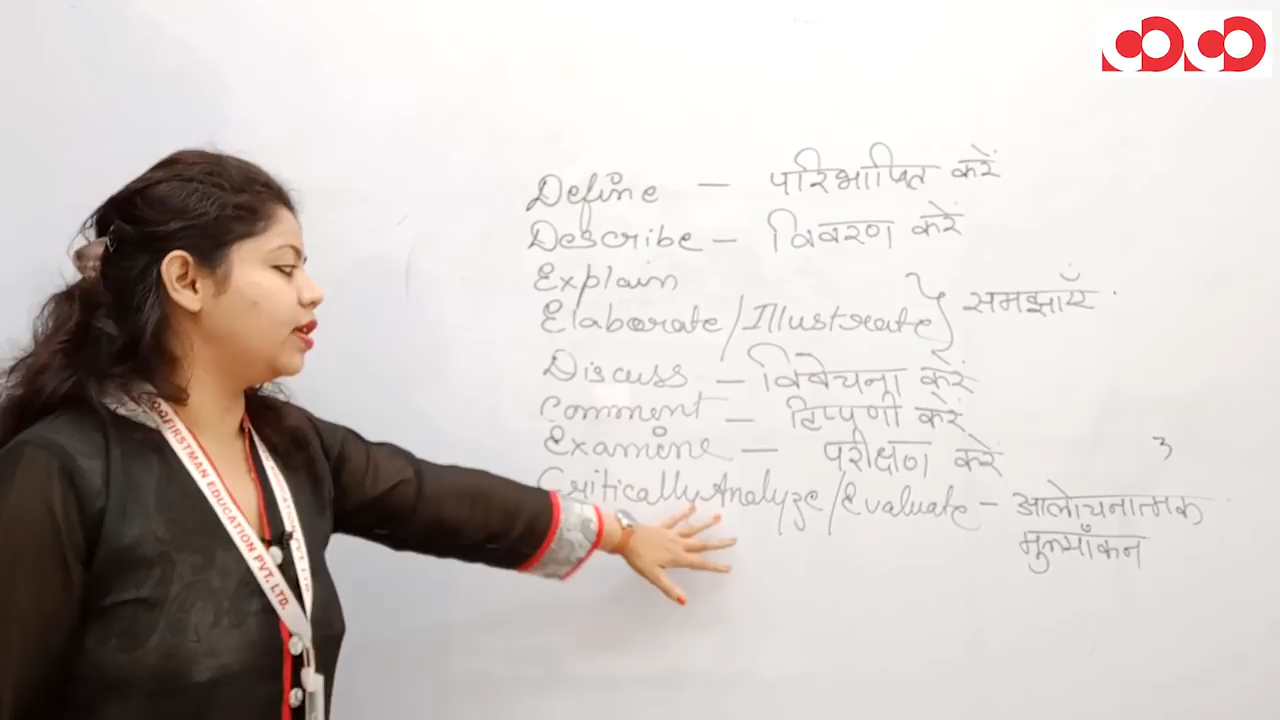 Define – परिभाषित करें
Describe – विवरण करें
Explain
Elaborate/Illustrate } समझाएँ
Discuss – विवेचना करें
Comment – टिप्पणी करें
Examine – परीक्षण करें
Critically Analyze/Evaluate – आलोचनात्मक
मुल्याँकन
FIRSTMAN EDUCATION PVT. LTD.